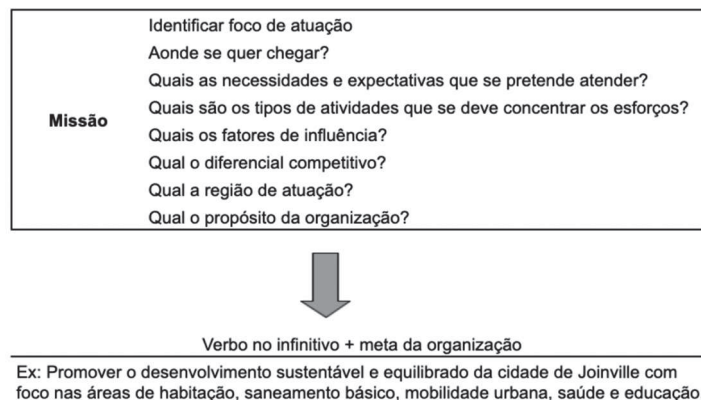 Identificar foco de atuação
Aonde se quer chegar?
Quais as necessidades e expectativas que se pretende atender?
Quais são os tipos de atividades que se deve concentrar os esforços?
Missão
Quais os fatores de influência?
Qual o diferencial competitivo?
Qual a região de atuação?
Qual o propósito da organização?
Verbo no infinitivo + meta da organização
Ex: Promover o desenvolvimento sustentável e equilibrado da cidade de Joinville com
foco nas áreas de habitação, saneamento básico, mobilidade urbana, saúde e educação